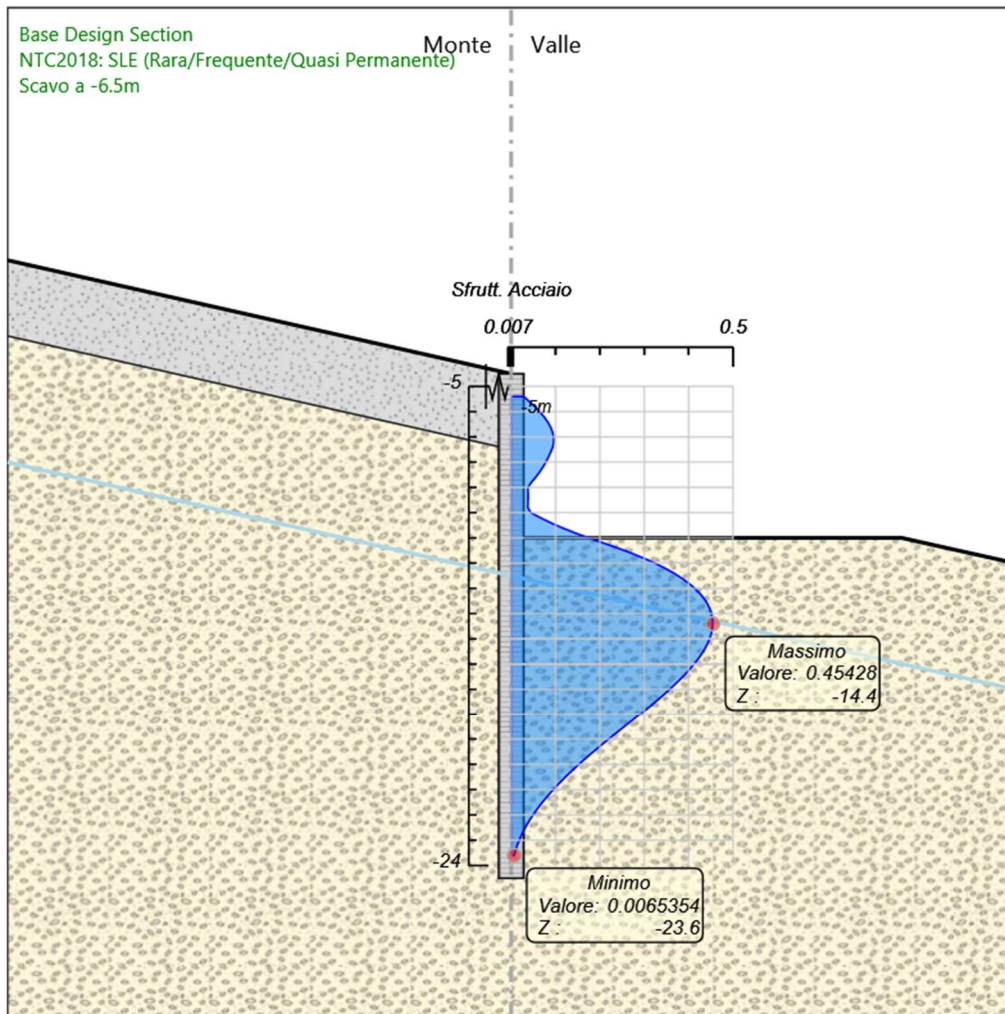 Base Design Section
NTC2018: SLE (Rara/Frequente/Quasi Permanente)
Scavo a -6.5m
Monte
Valle
Sfrutt. Acciaio
0.007
0.5
-5
-5m
Massimo
Valore: 0.45428
Z : -14.4
-24
Minimo
Valore: 0.0065354
Z : -23.6